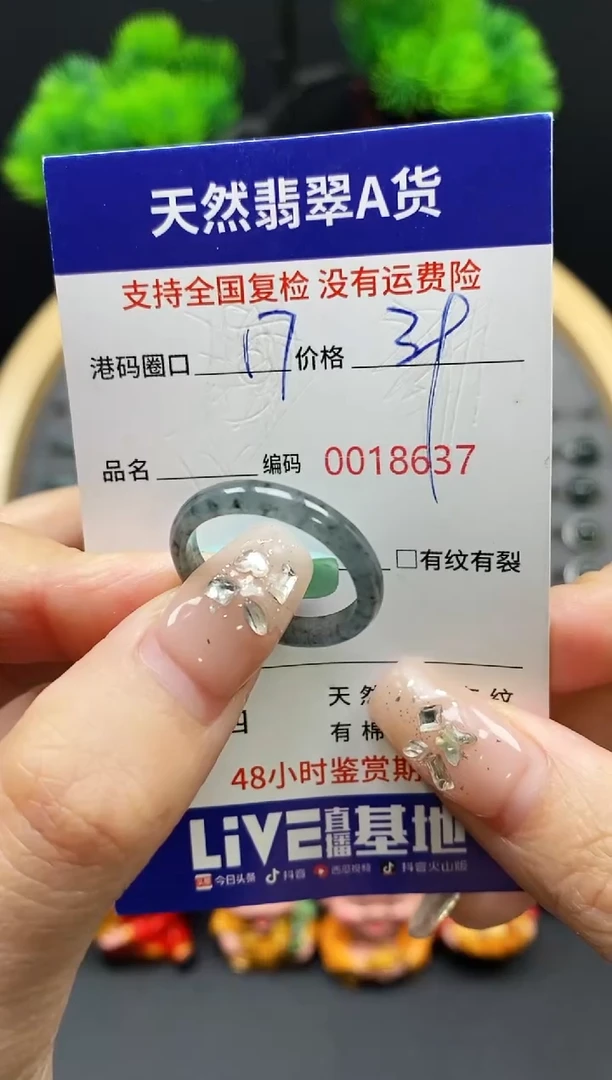 天然翡翠A货
支持全国复检 没有运费险
港码圈口 17 价格 39
品名 编码 0018637
□有纹有裂
天然 纹
有棉
48小时鉴赏期
LiVE直播基地
今日头条 抖音 西瓜视频 抖音火山版